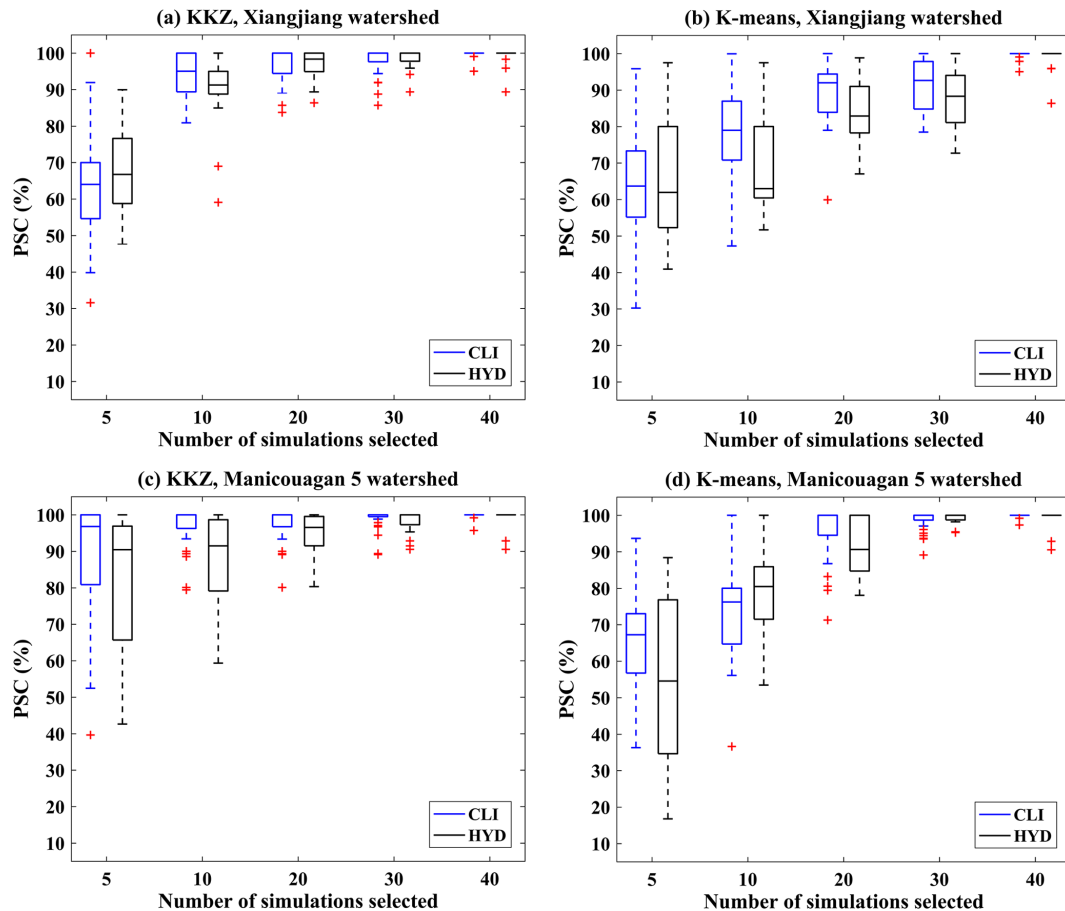 (a) KKZ, Xiangjiang watershed
100
90
80
70
60
50
40
30
20
10
PSC (%)
CLI
HYD
5 10 20 30 40
Number of simulations selected
(b) K-means, Xiangjiang watershed
100
90
80
70
60
50
40
30
20
10
PSC (%)
CLI
HYD
5 10 20 30 40
Number of simulations selected
(c) KKZ, Manicouagan 5 watershed
100
90
80
70
60
50
40
30
20
10
PSC (%)
CLI
HYD
5 10 20 30 40
Number of simulations selected
(d) K-means, Manicouagan 5 watershed
100
90
80
70
60
50
40
30
20
10
PSC (%)
CLI
HYD
5 10 20 30 40
Number of simulations selected